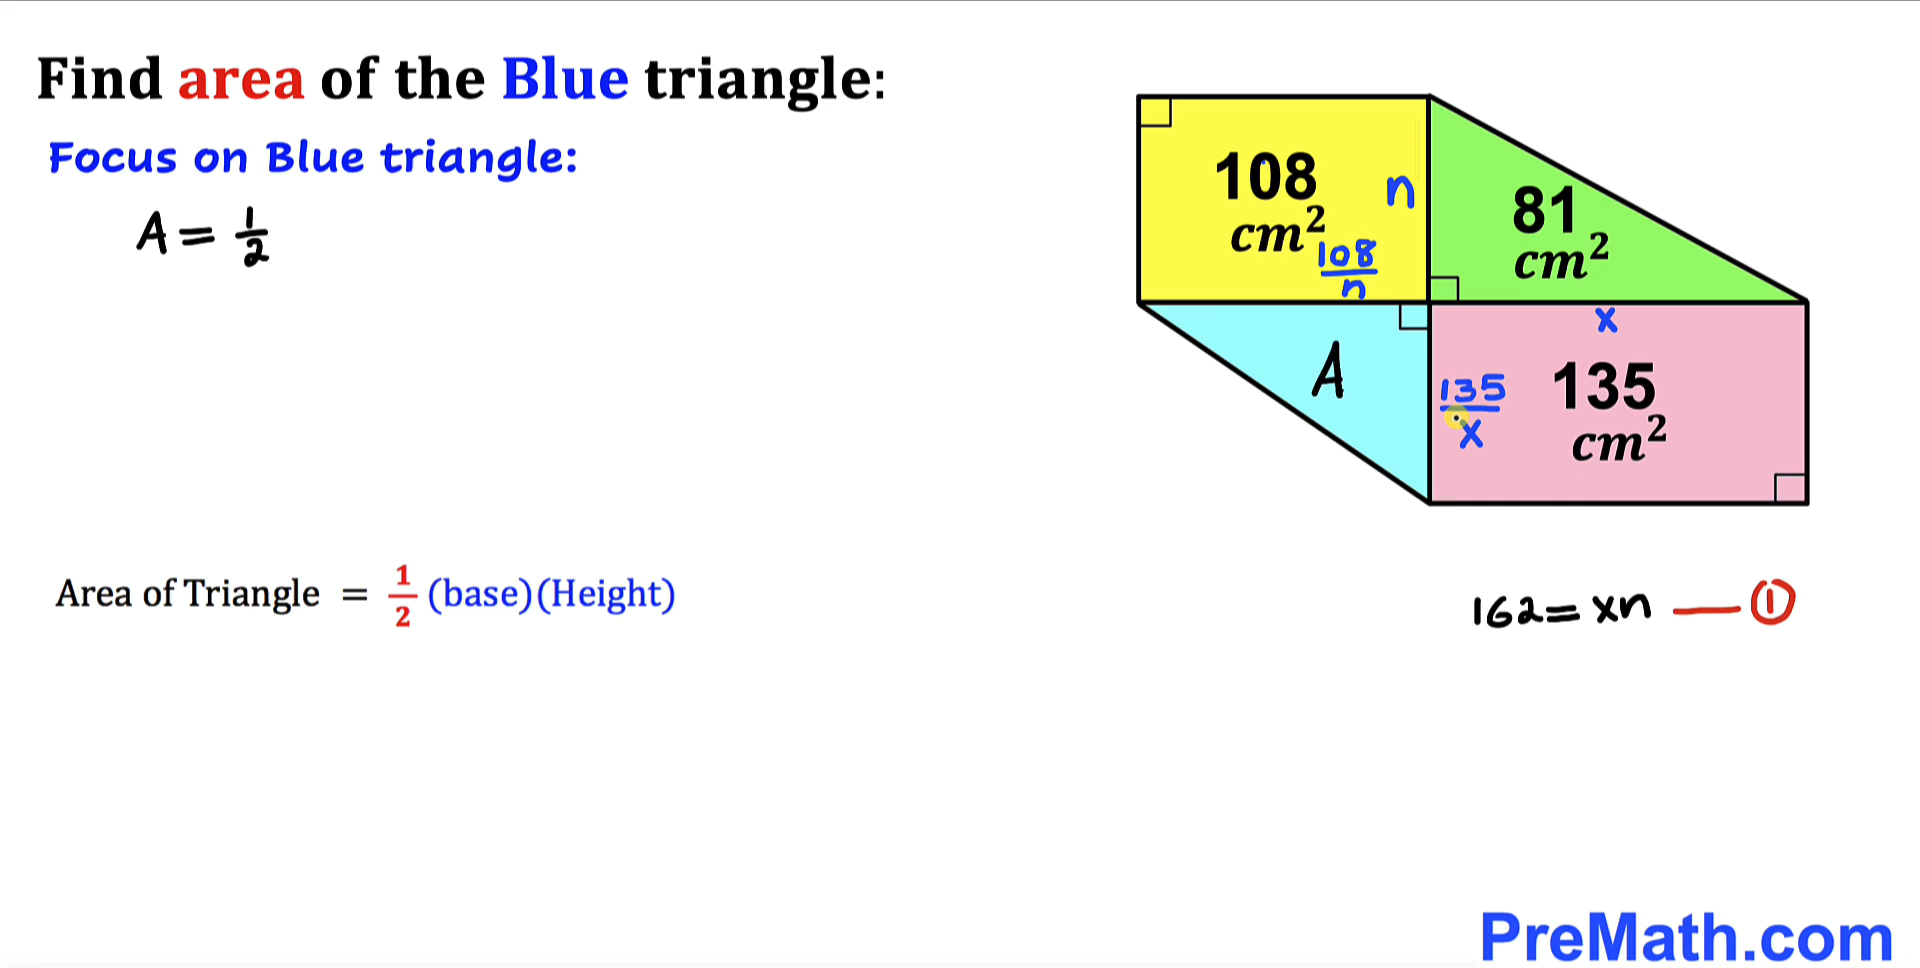 Find area of the Blue triangle:
Focus on Blue triangle:
A = 1/2
108
cm²
n
108/n
81
cm²
x
A
135/x
135
cm²
Area of Triangle = 1/2 (base)(Height)
162 = xn — ①
PreMath.com